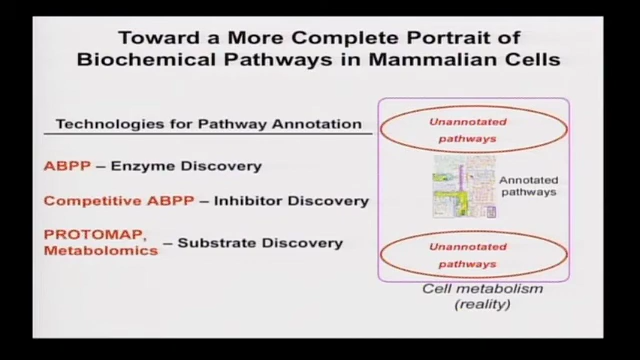 Toward a More Complete Portrait of
Biochemical Pathways in Mammalian Cells
Technologies for Pathway Annotation
ABPP – Enzyme Discovery
Competitive ABPP – Inhibitor Discovery
PROTOMAP,
Metabolomics – Substrate Discovery
Unannotated
pathways
Annotated
pathways
Unannotated
pathways
Cell metabolism
(reality)